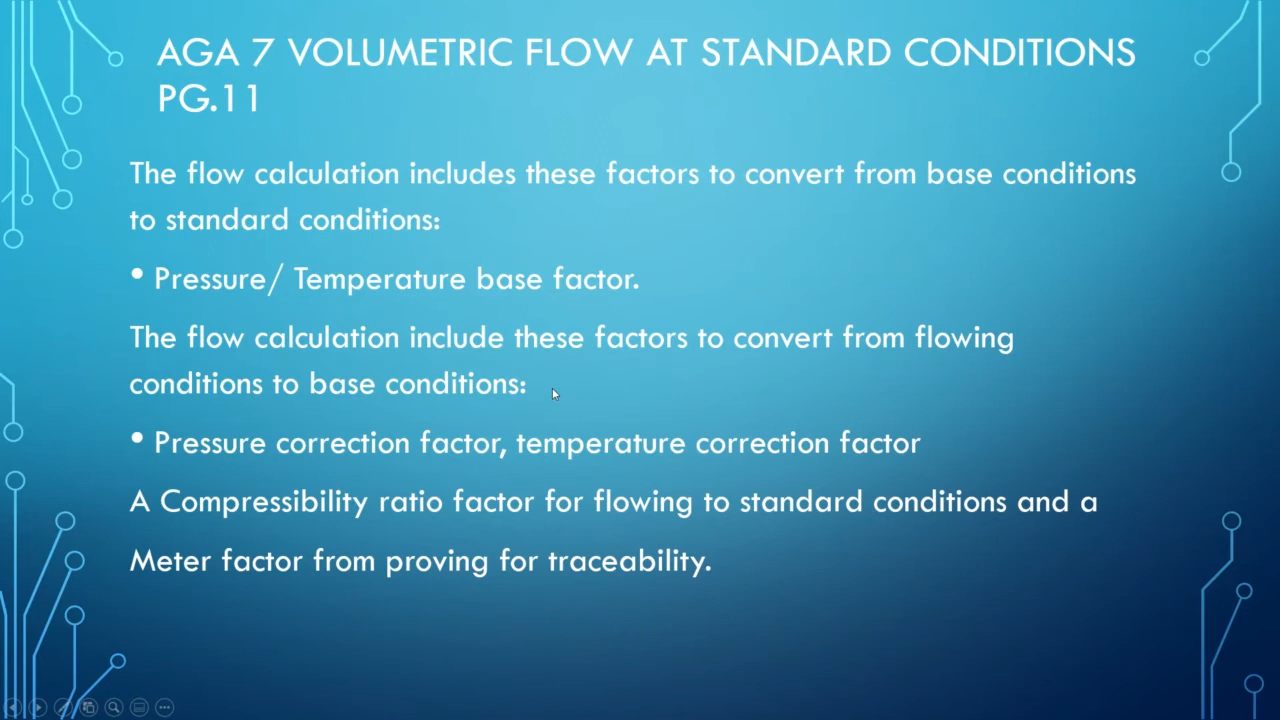 AGA 7 VOLUMETRIC FLOW AT STANDARD CONDITIONS
PG.11
The flow calculation includes these factors to convert from base conditions
to standard conditions:
• Pressure/ Temperature base factor.
The flow calculation include these factors to convert from flowing
conditions to base conditions:
• Pressure correction factor, temperature correction factor
A Compressibility ratio factor for flowing to standard conditions and a
Meter factor from proving for traceability.